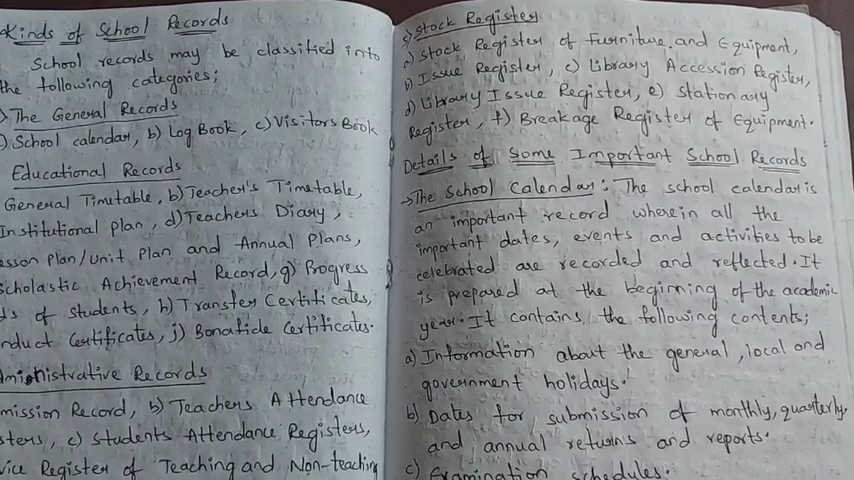 Kinds of School Records
School records may be classified into
the following categories;
The General Records
School calendar, b) Log Book, c) Visitors Book
Educational Records
General Timetable, b) Teacher's Timetable,
Institutional plan, d) Teachers Diary,
esson Plan/Unit Plan and Annual Plans,
Scholastic Achievement Record, g) Progress
ds of students, h) Transfer Certificates,
nduct Certificates, j) Bonafide Certificates.
dministrative Records
mission Record, b) Teachers Attendance
sters, c) Students Attendance Registers,
vice Register of Teaching and Non-teaching
5) Stock Register
a) Stock Register of Furniture and Equipment,
b) Issue Register, c) Library Accession Register,
d) Library Issue Register, e) Stationary
Register, f) Breakage Register of Equipment.
Details of Some Important School Records
→The School Calendar: The school calendar is
an important record wherein all the
important dates, events and activities to be
celebrated are recorded and reflected. It
is prepared at the beginning of the academic
year. It contains the following contents;
a) Information about the general, local and
government holidays.
b) Dates for submission of monthly, quarterly,
and annual returns and reports.
c) Examination schedules.